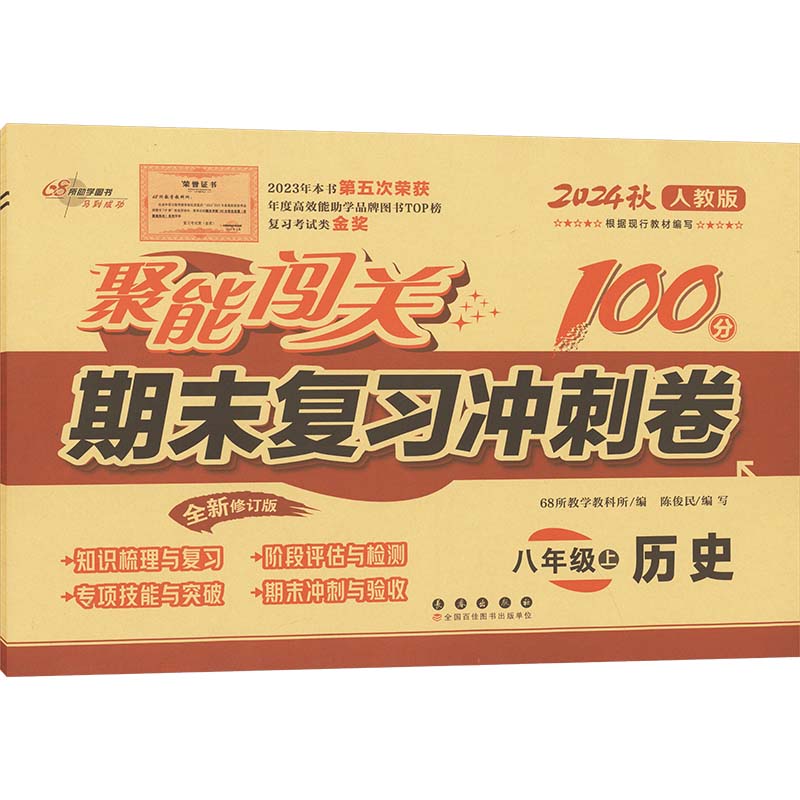 68所助学图书
马到成功
荣誉证书
2023年本书第五次荣获
年度高效能助学品牌图书TOP榜
复习考试类金奖
2024秋 人教版
☆★☆★☆根据现行教材编写☆★☆★☆
聚能闯关
100分
期末复习冲刺卷
全新修订版
68所教学教科所/编 陈俊民/编写
知识梳理与复习
阶段评估与检测
专项技能与突破
期末冲刺与验收
八年级上 历史
长春出版社
全国百佳图书出版单位